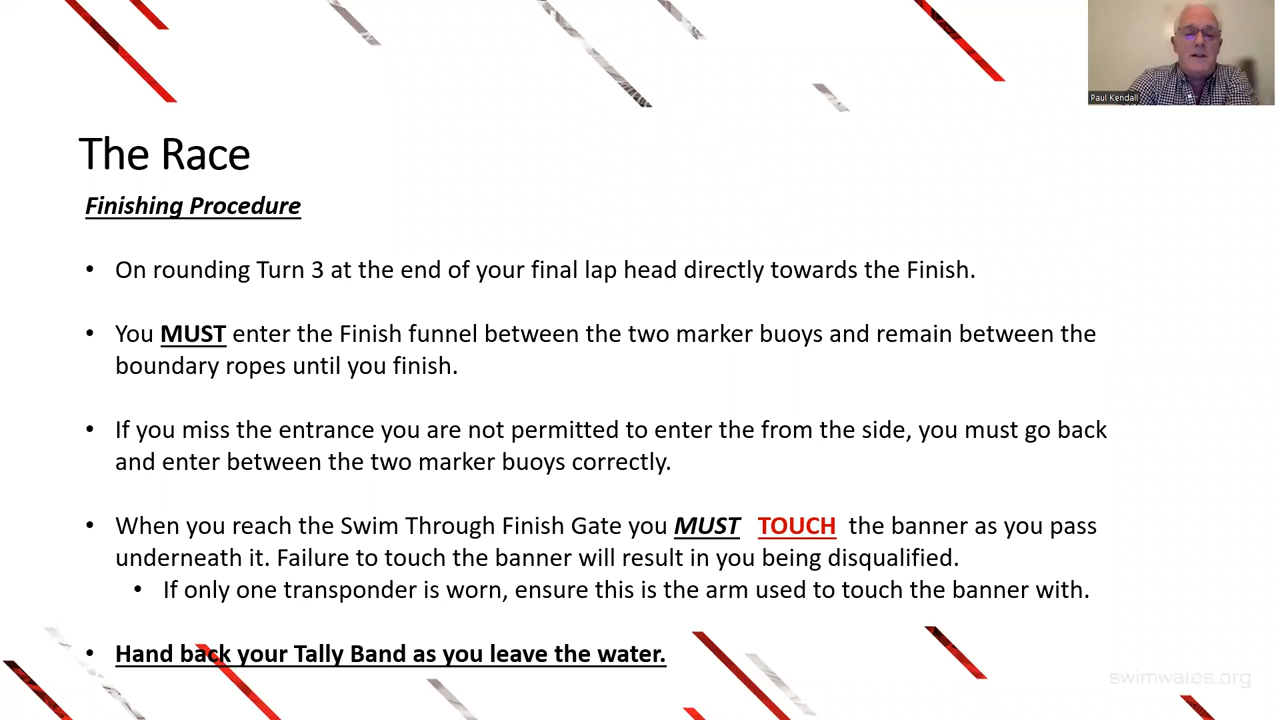 Paul Kendall
The Race
Finishing Procedure
• On rounding Turn 3 at the end of your final lap head directly towards the Finish.
• You MUST enter the Finish funnel between the two marker buoys and remain between the
boundary ropes until you finish.
• If you miss the entrance you are not permitted to enter the from the side, you must go back
and enter between the two marker buoys correctly.
• When you reach the Swim Through Finish Gate you MUST TOUCH the banner as you pass
underneath it. Failure to touch the banner will result in you being disqualified.
• If only one transponder is worn, ensure this is the arm used to touch the banner with.
• Hand back your Tally Band as you leave the water.
swimwales.org